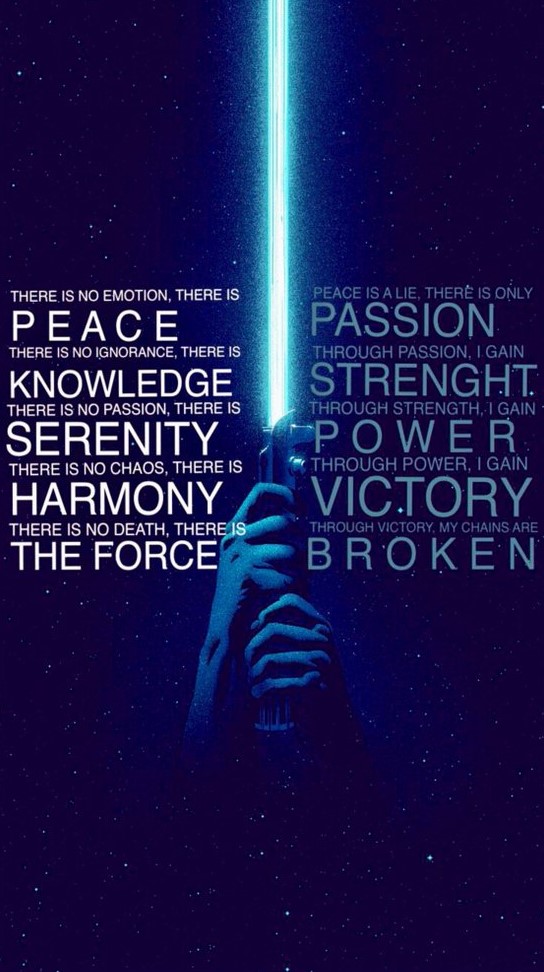 THERE IS NO EMOTION, THERE IS
PEACE
THERE IS NO IGNORANCE, THERE IS
KNOWLEDGE
THERE IS NO PASSION, THERE IS
SERENITY
THERE IS NO CHAOS, THERE IS
HARMONY
THERE IS NO DEATH, THERE IS
THE FORCE
PEACE IS A LIE, THERE IS ONLY
PASSION
THROUGH PASSION, I GAIN
STRENGHT
THROUGH STRENGTH, I GAIN
POWER
THROUGH POWER, I GAIN
VICTORY
THROUGH VICTORY, MY CHAINS ARE
BROKEN